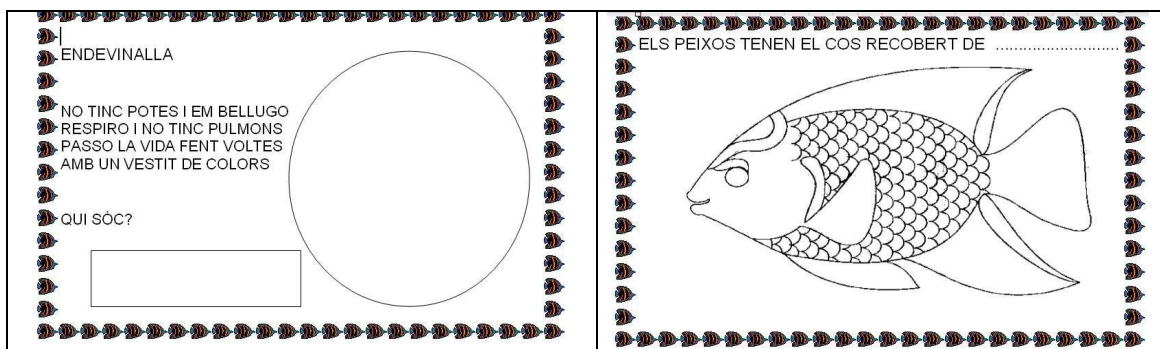 ENDEVINALLA
NO TINC POTES I EM BELLUGO
RESPIRO I NO TINC PULMONS
PASSO LA VIDA FENT VOLTES
AMB UN VESTIT DE COLORS
QUI SÓC?
ELS PEIXOS TENEN EL COS RECOBERT DE ............................